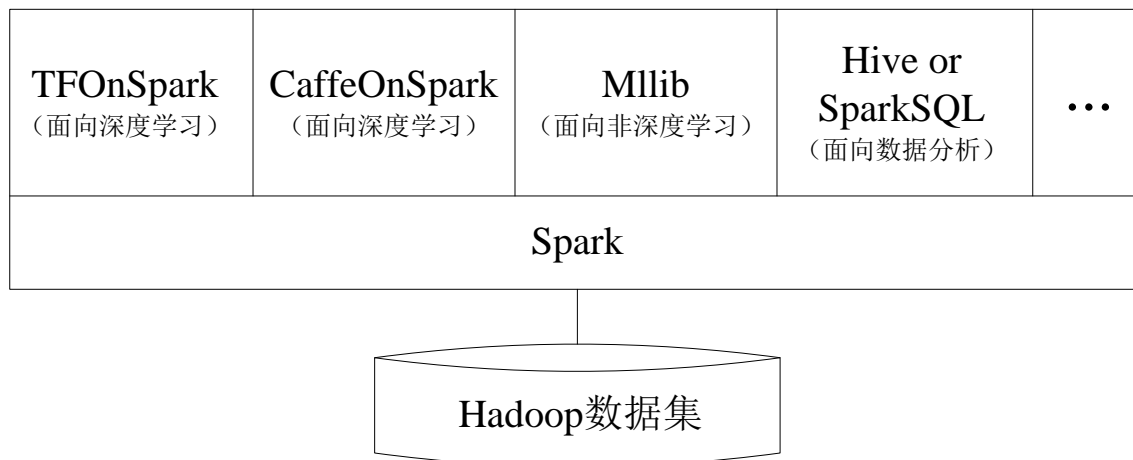 TFOnSpark
（面向深度学习）
CaffeOnSpark
（面向深度学习）
Mllib
（面向非深度学习）
Hive or
SparkSQL
（面向数据分析）
…
Spark
Hadoop数据集